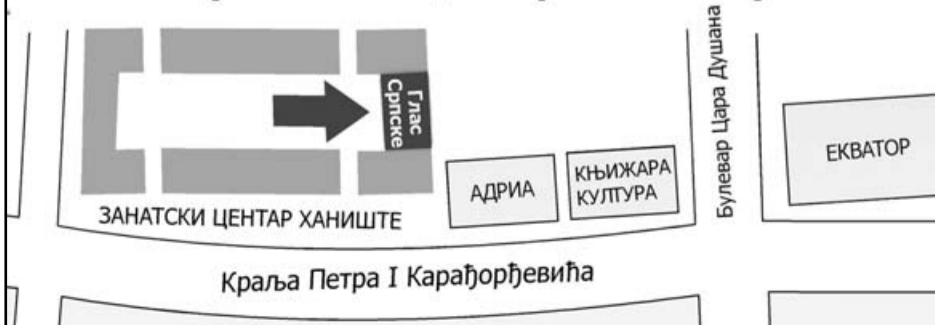 Глас
Српске
Булевар Цара Душана
ЕКВАТОР
АДРИА
КЊИЖАРА
КУЛТУРА
ЗАНАТСКИ ЦЕНТАР ХАНИШТЕ
Краља Петра I Карађорђевића